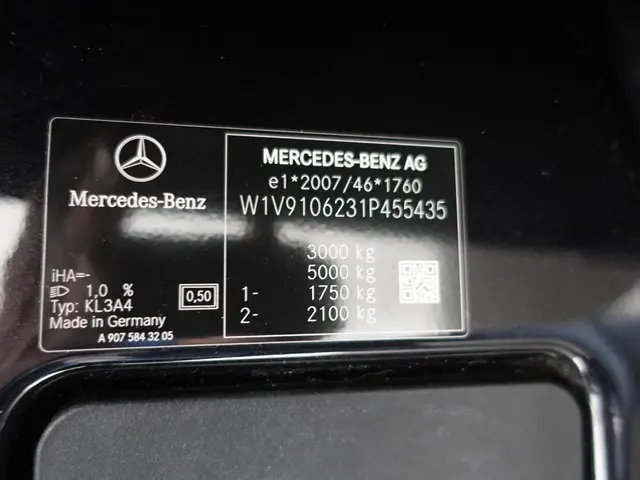 Mercedes-Benz
iHA=-
1,0 %
0,50
Typ: KL3A4
Made in Germany
A 907 584 32 05
MERCEDES-BENZ AG
e1*2007/46*1760
W1V9106231P455435
3000 kg
5000 kg
1- 1750 kg
2- 2100 kg